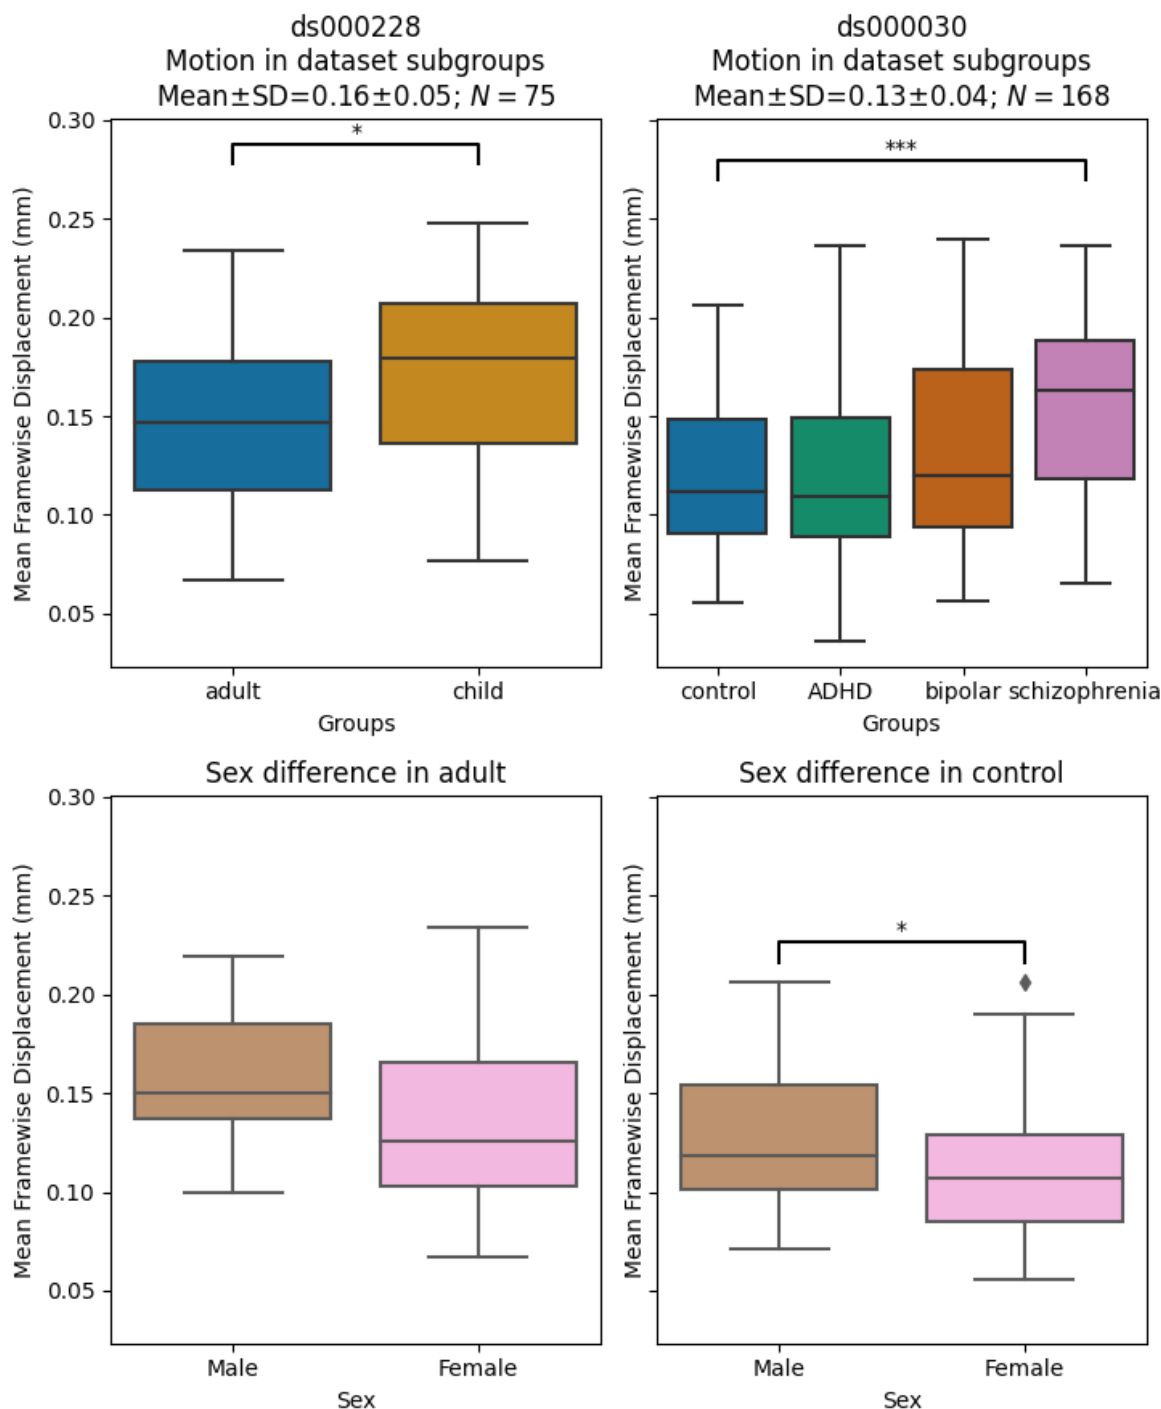 ds000228
Motion in dataset subgroups
Mean±SD=0.16±0.05; N = 75
*
0.30
0.25
0.20
0.15
0.10
0.05
Mean Framewise Displacement (mm)
adult
child
Groups
ds000030
Motion in dataset subgroups
Mean±SD=0.13±0.04; N = 168
***
Mean Framewise Displacement (mm)
control
ADHD
bipolar
schizophrenia
Groups
Sex difference in adult
0.30
0.25
0.20
0.15
0.10
0.05
Mean Framewise Displacement (mm)
Male
Female
Sex
Sex difference in control
*
Mean Framewise Displacement (mm)
Male
Female
Sex